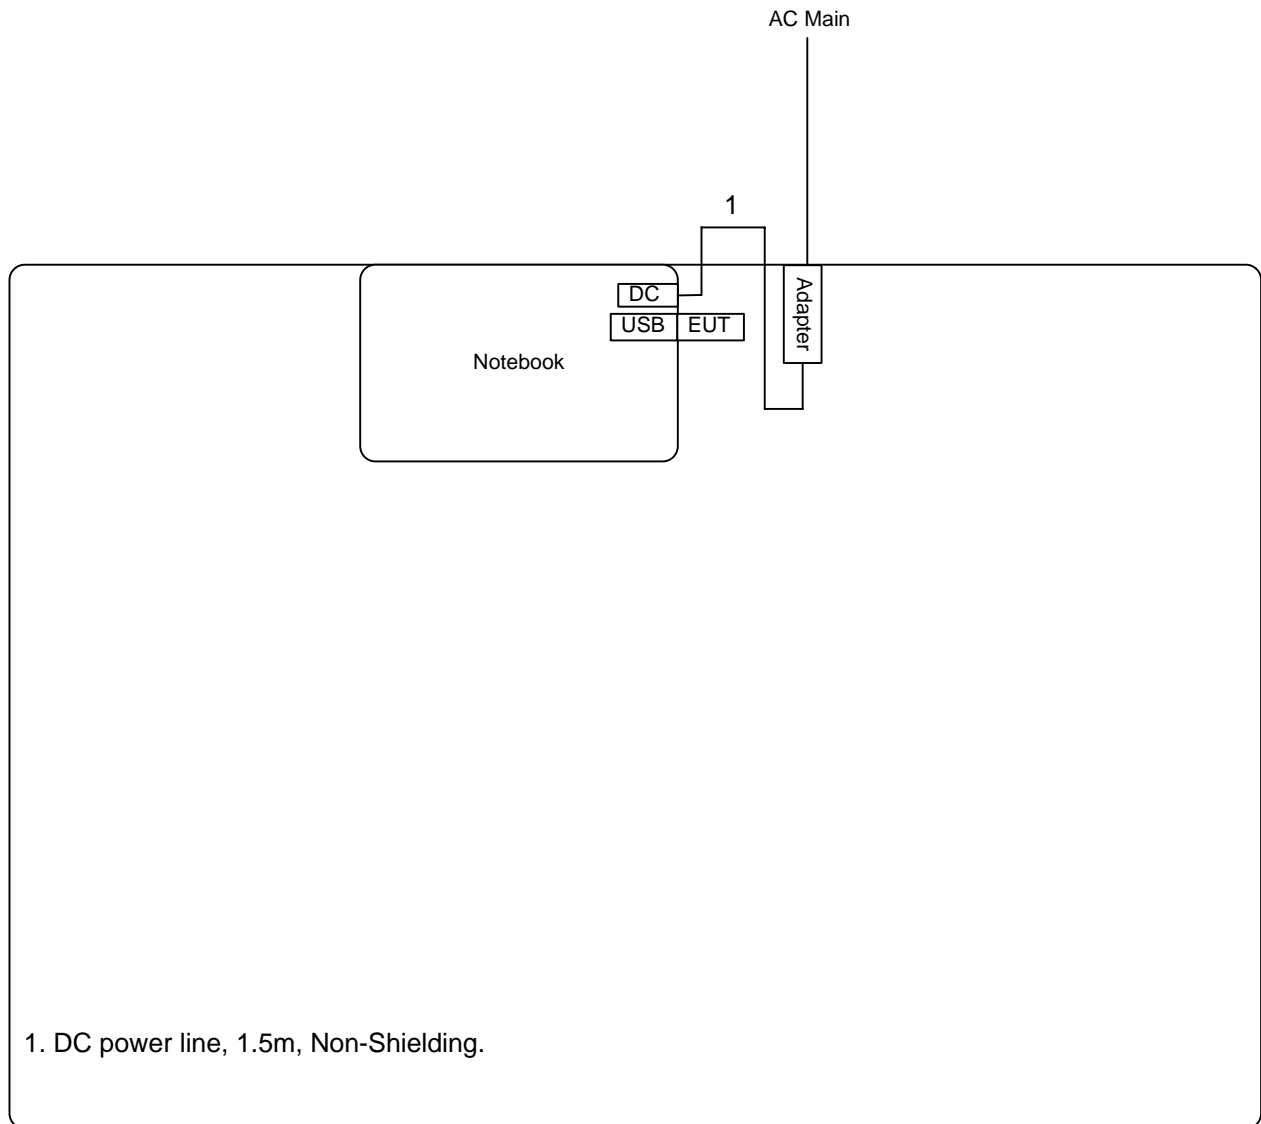 AC Main
1
DC
Adapter
USB EUT
Notebook
1. DC power line, 1.5m, Non-Shielding.